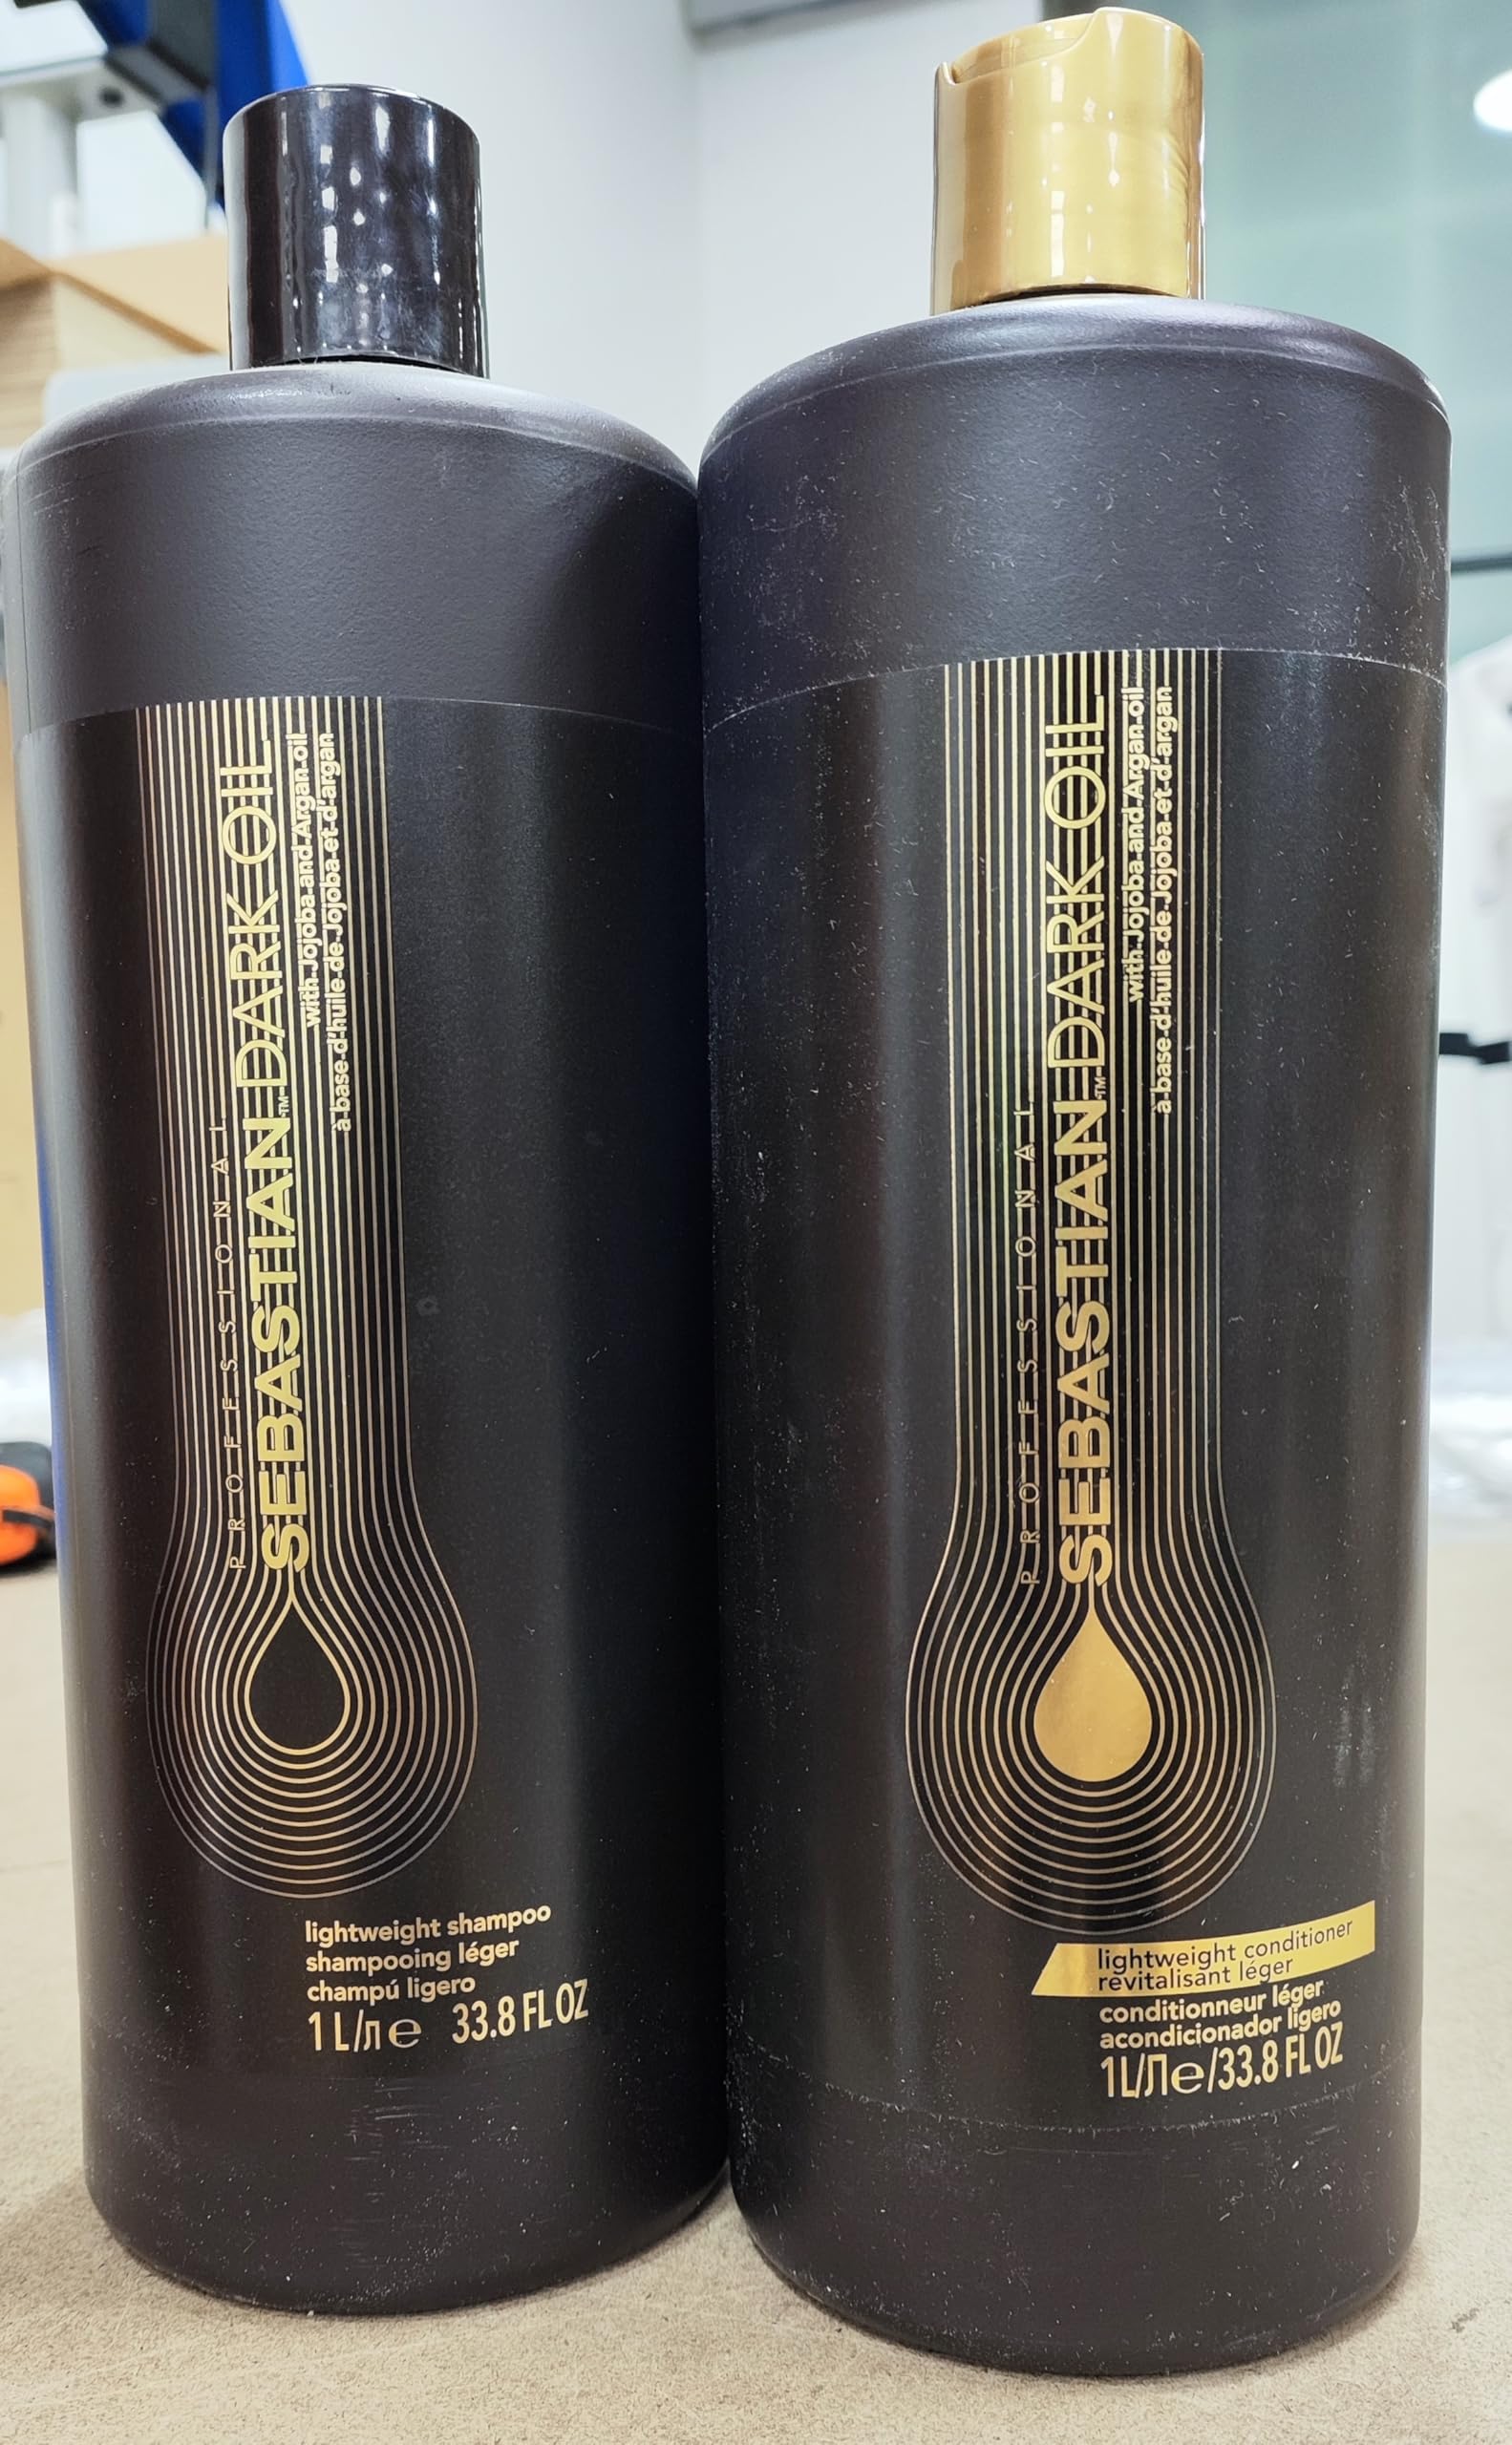 PROFESSIONAL
SEBASTIAN™ DARK OIL
with Jojoba and Argan oil
à base d'huile de Jojoba et d'argan
lightweight shampoo
shampooing léger
champú ligero
1 L/л e 33.8 FL OZ
PROFESSIONAL
SEBASTIAN™ DARK OIL
with Jojoba and Argan oil
à base d'huile de Jojoba et d'argan
lightweight conditioner
revitalisant léger
conditionneur léger
acondicionador ligero
1L/Лe/33.8 FL OZ